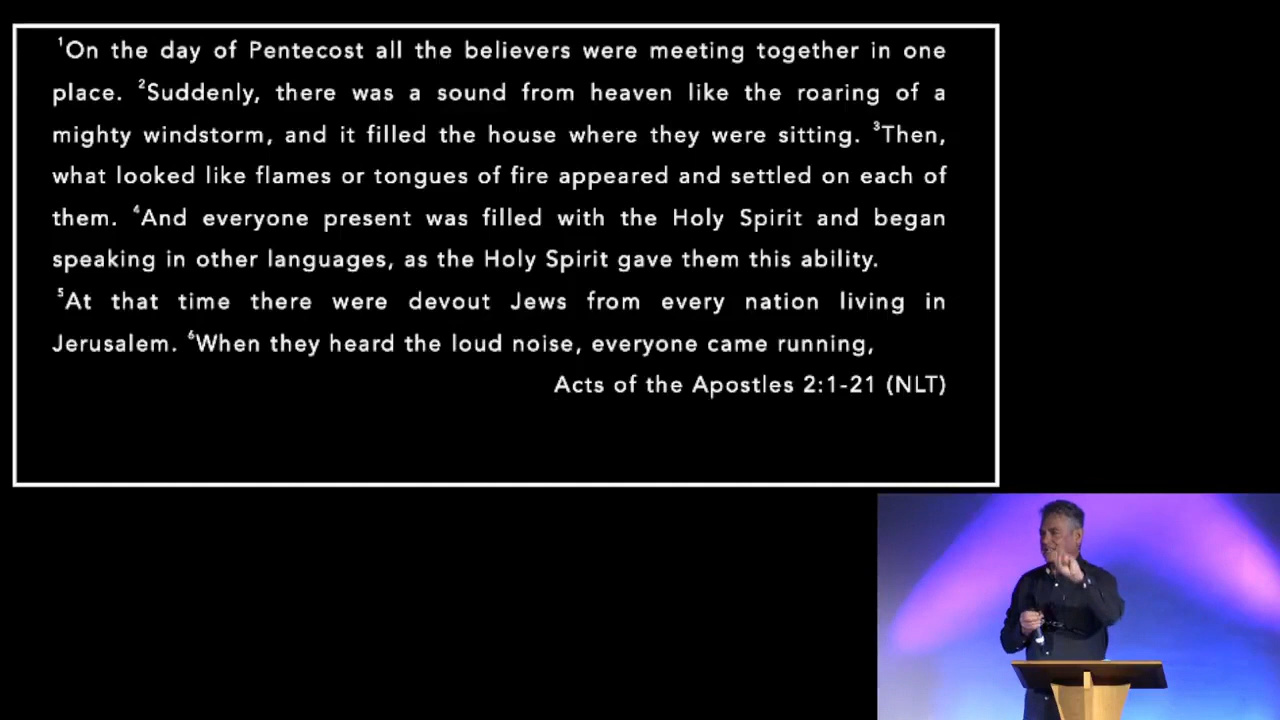 ¹On the day of Pentecost all the believers were meeting together in one
place. ²Suddenly, there was a sound from heaven like the roaring of a
mighty windstorm, and it filled the house where they were sitting. ³Then,
what looked like flames or tongues of fire appeared and settled on each of
them. ⁴And everyone present was filled with the Holy Spirit and began
speaking in other languages, as the Holy Spirit gave them this ability.
⁵At that time there were devout Jews from every nation living in
Jerusalem. ⁶When they heard the loud noise, everyone came running,
Acts of the Apostles 2:1-21 (NLT)